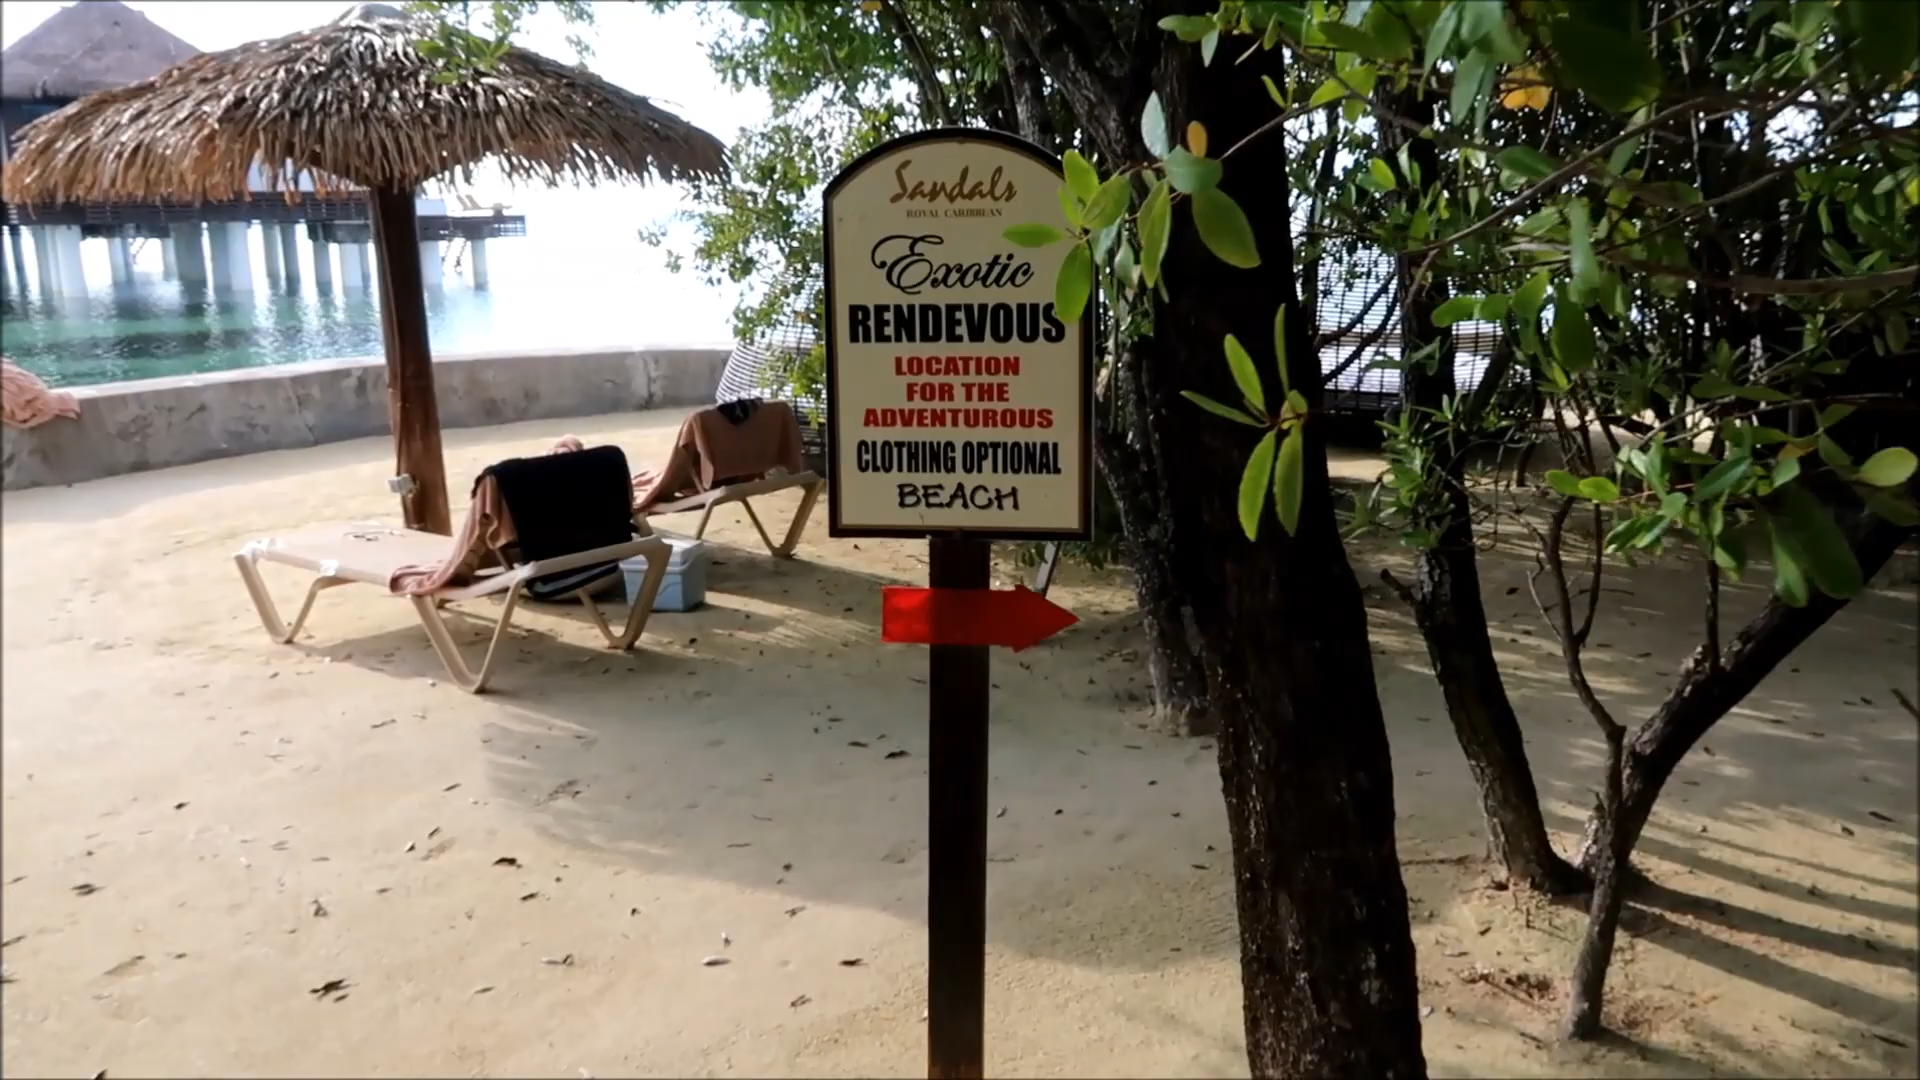 Sandals
ROYAL CARIBBEAN
Exotic
RENDEVOUS
LOCATION
FOR THE
ADVENTUROUS
CLOTHING OPTIONAL
BEACH